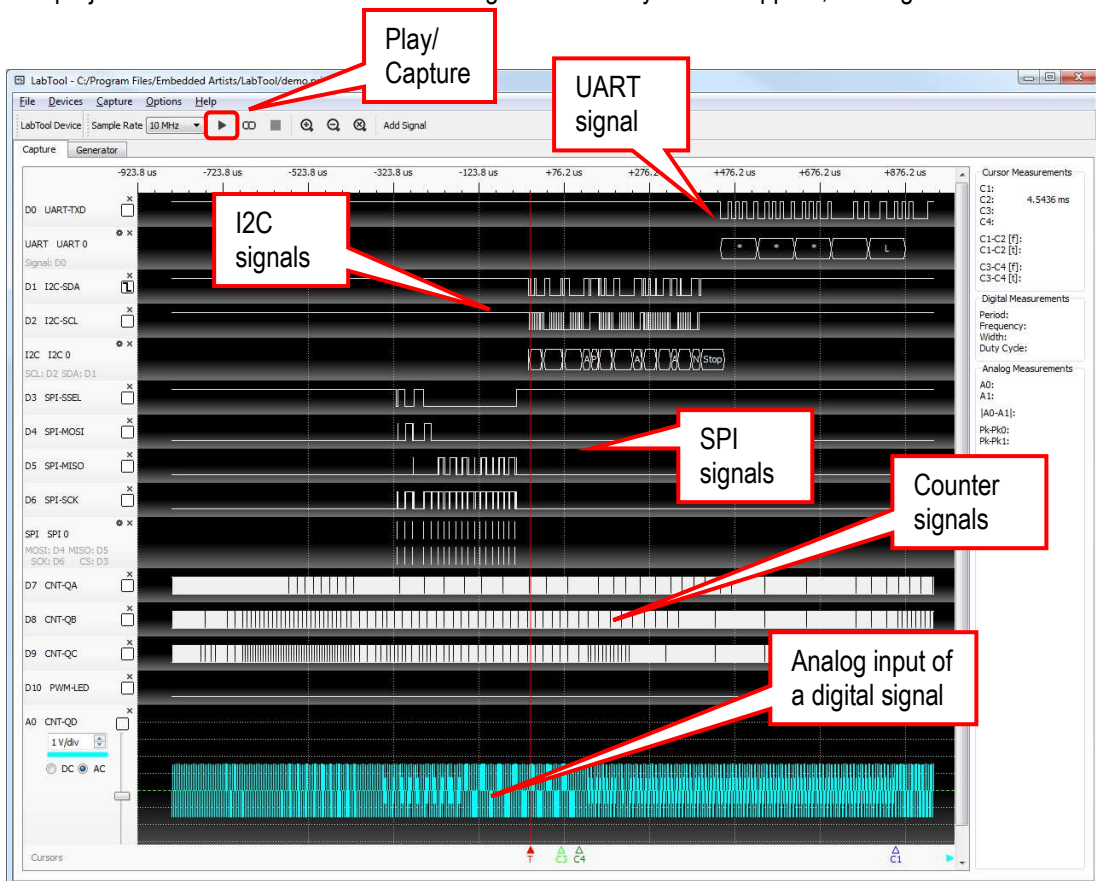 Play/
Capture
UART
signal
LabTool - C:/Program Files/Embedded Artists/LabTool/demo
File Devices Capture Options Help
LabTool Device Sample Rate 10 MHz Add Signal
Capture Generator
-923.8 us -723.8 us -523.8 us -323.8 us -123.8 us +76.2 us +276.2 +476.2 us +676.2 us +876.2 us
Cursor Measurements
C1:
C2: 4.5436 ms
C3:
C4:
C1-C2 [f]:
C1-C2 [t]:
C3-C4 [f]:
C3-C4 [t]:
Digital Measurements
Period:
Frequency:
Width:
Duty Cycle:
Analog Measurements
A0:
A1:
|A0-A1|:
Pk-Pk0:
Pk-Pk1:
D0 UART-TXD
I2C
signals
UART UART 0
Signal: D0
* * * L
D1 I2C-SDA
D2 I2C-SCL
I2C I2C 0
SCL: D2 SDA: D1
A P A A N Stop
D3 SPI-SSEL
D4 SPI-MOSI
SPI
signals
D5 SPI-MISO
D6 SPI-SCK
Counter
signals
SPI SPI 0
MOSI: D4 MISO: D5
SCK: D6 CS: D3
D7 CNT-QA
D8 CNT-QB
D9 CNT-QC
Analog input of
a digital signal
D10 PWM-LED
A0 CNT-QD
1 V/div
DC AC
Cursors
T C3 C4 C1